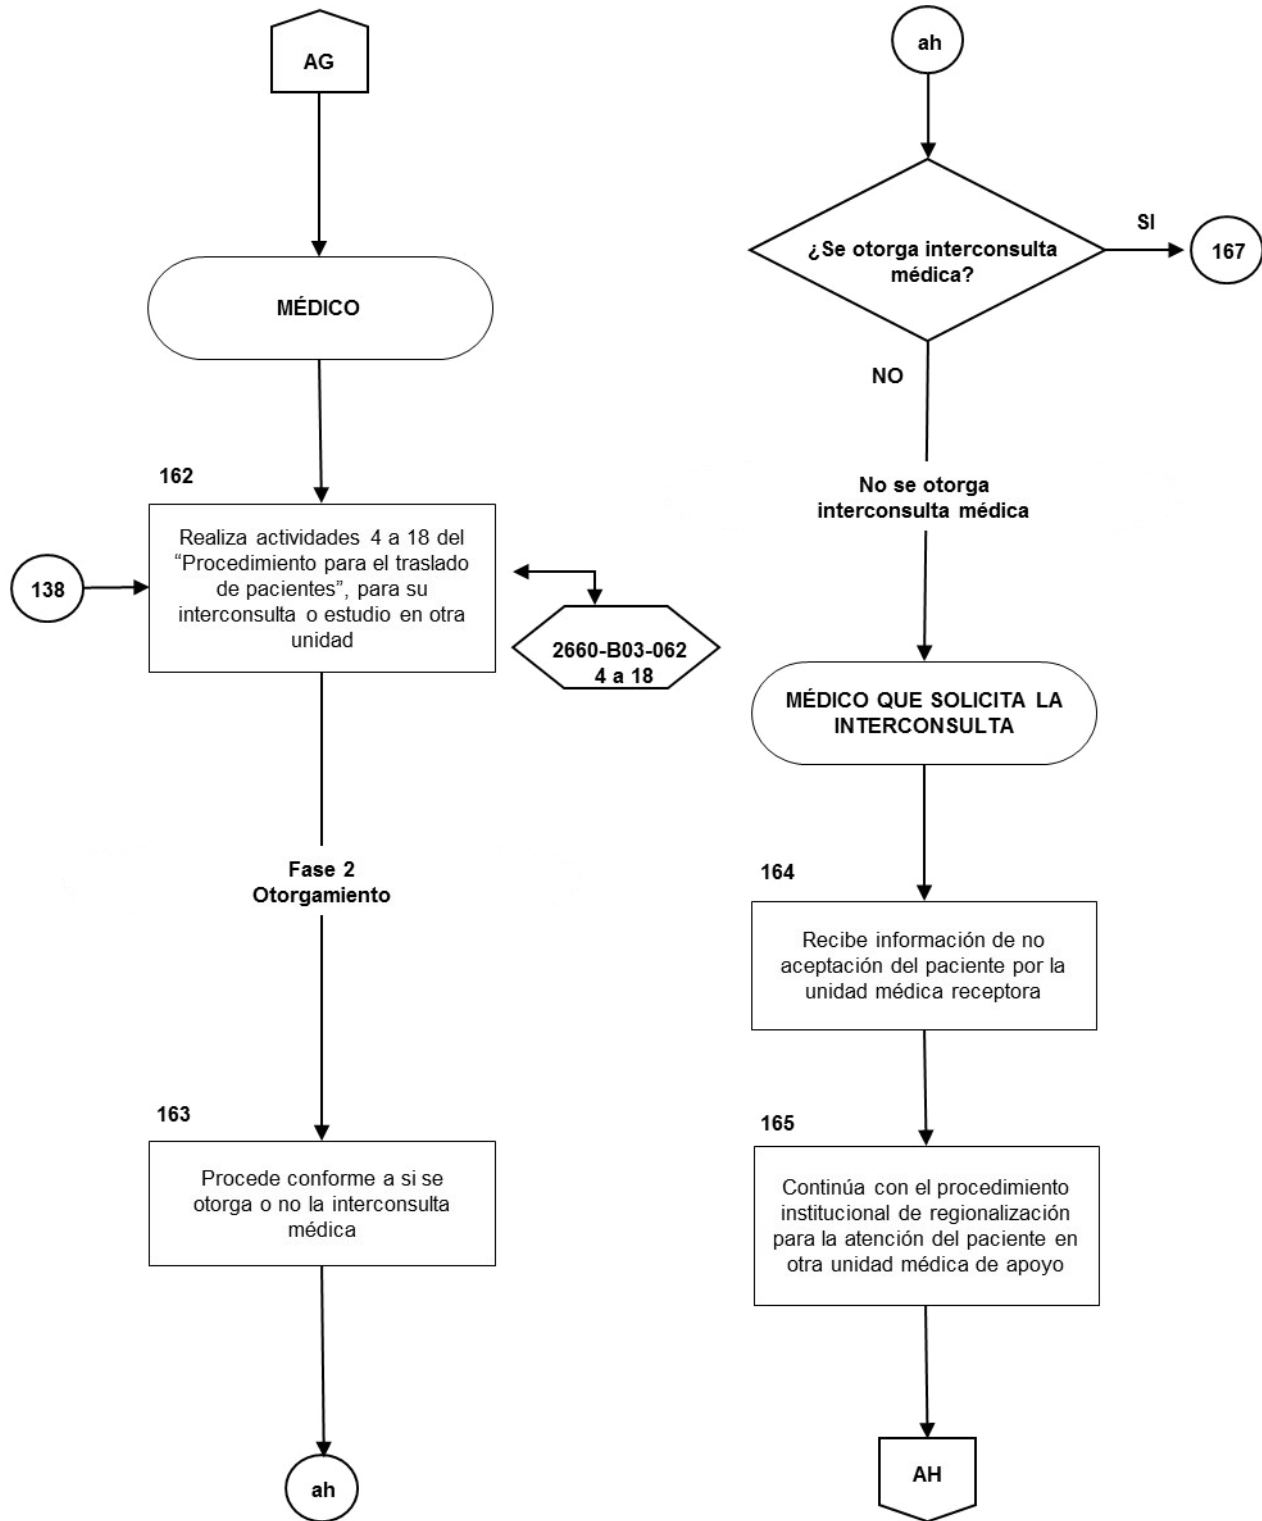 AG
MÉDICO
162
Realiza actividades 4 a 18 del
“Procedimiento para el traslado
de pacientes”, para su
interconsulta o estudio en otra
unidad
138
2660-B03-062
4 a 18
Fase 2
Otorgamiento
163
Procede conforme a si se
otorga o no la interconsulta
médica
ah
ah
¿Se otorga interconsulta
médica?
SI
167
NO
No se otorga
interconsulta médica
MÉDICO QUE SOLICITA LA
INTERCONSULTA
164
Recibe información de no
aceptación del paciente por la
unidad médica receptora
165
Continúa con el procedimiento
institucional de regionalización
para la atención del paciente en
otra unidad médica de apoyo
AH